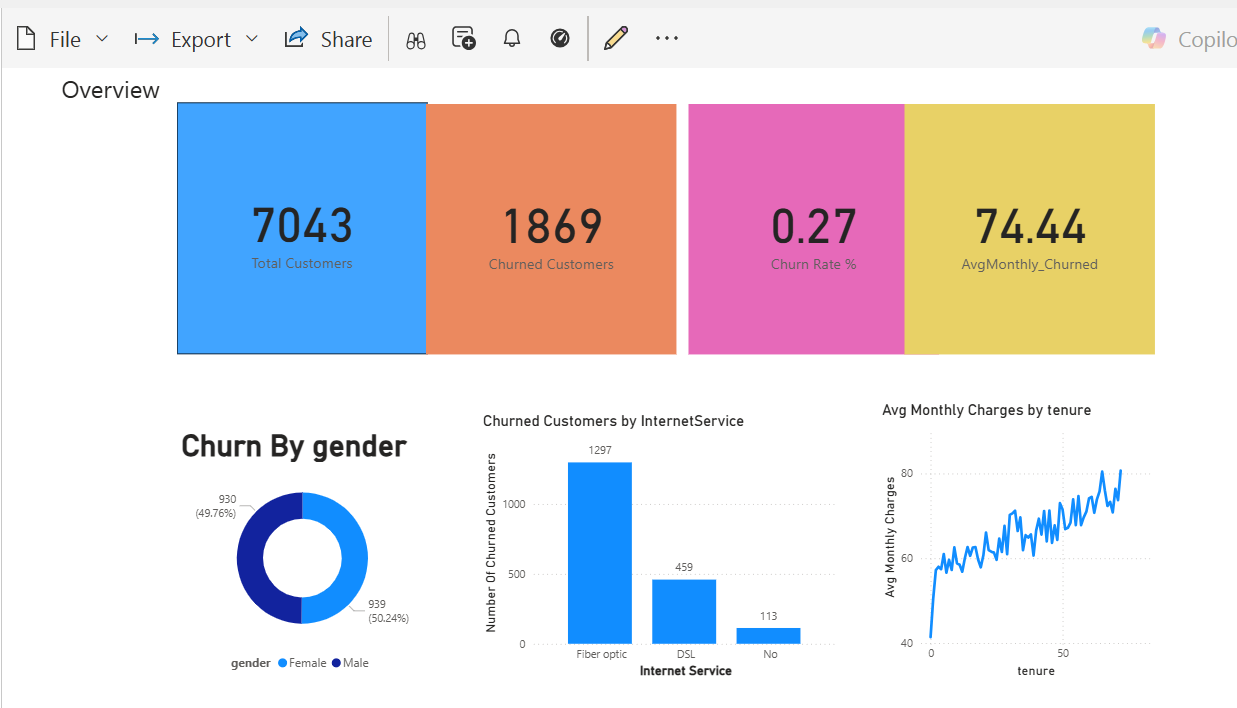 File Export Share Copilo
Overview
7043
Total Customers
1869
Churned Customers
0.27
Churn Rate %
74.44
AvgMonthly_Churned
Churn By gender
930
(49.76%)
939
(50.24%)
gender Female Male
Churned Customers by InternetService
Number Of Churned Customers
1000
500
0
1297
459
113
Fiber optic DSL No
Internet Service
Avg Monthly Charges by tenure
Avg Monthly Charges
80
60
40
0 50
tenure